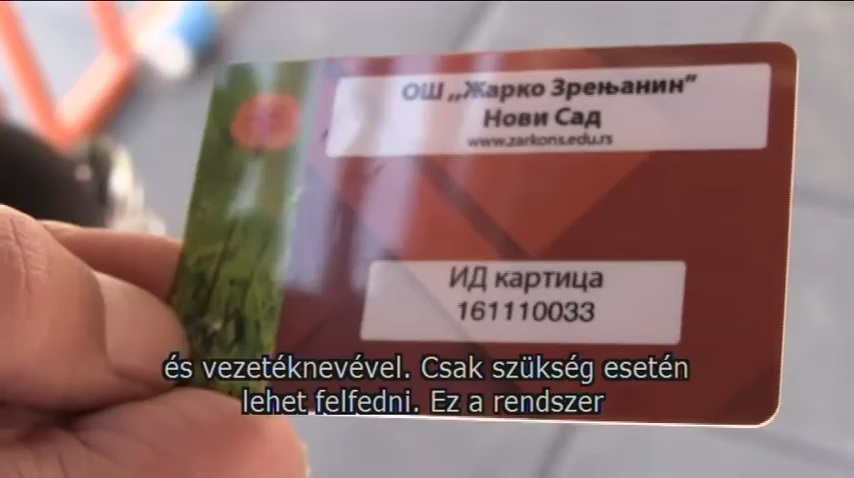 ОШ „Жарко Зрењанин”
Нови Сад
www.zarkons.edu.rs
ИД картица
161110033
és vezetéknevével. Csak szükség esetén
lehet felfedni. Ez a rendszer